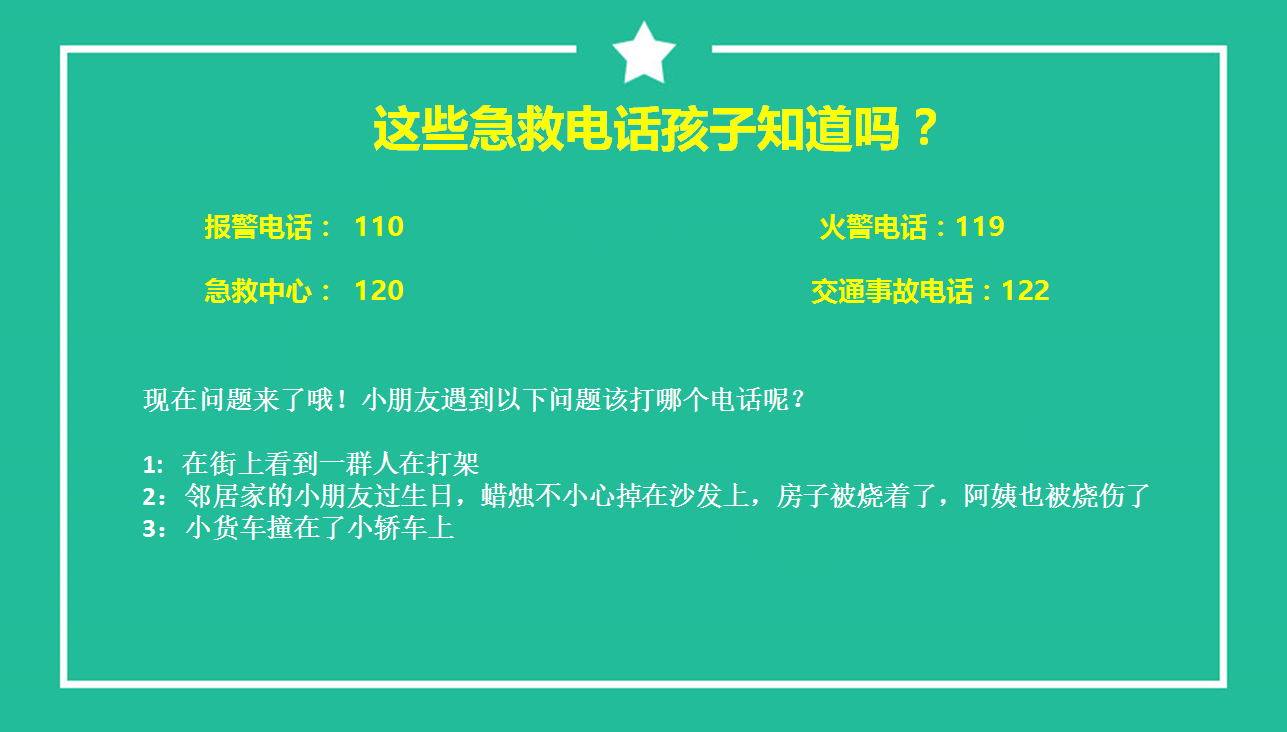 这些急救电话孩子知道吗？
报警电话： 110 火警电话：119
急救中心： 120 交通事故电话：122
现在问题来了哦！小朋友遇到以下问题该打哪个电话呢？
1: 在街上看到一群人在打架
2：邻居家的小朋友过生日，蜡烛不小心掉在沙发上，房子被烧着了，阿姨也被烧伤了
3：小货车撞在了小轿车上